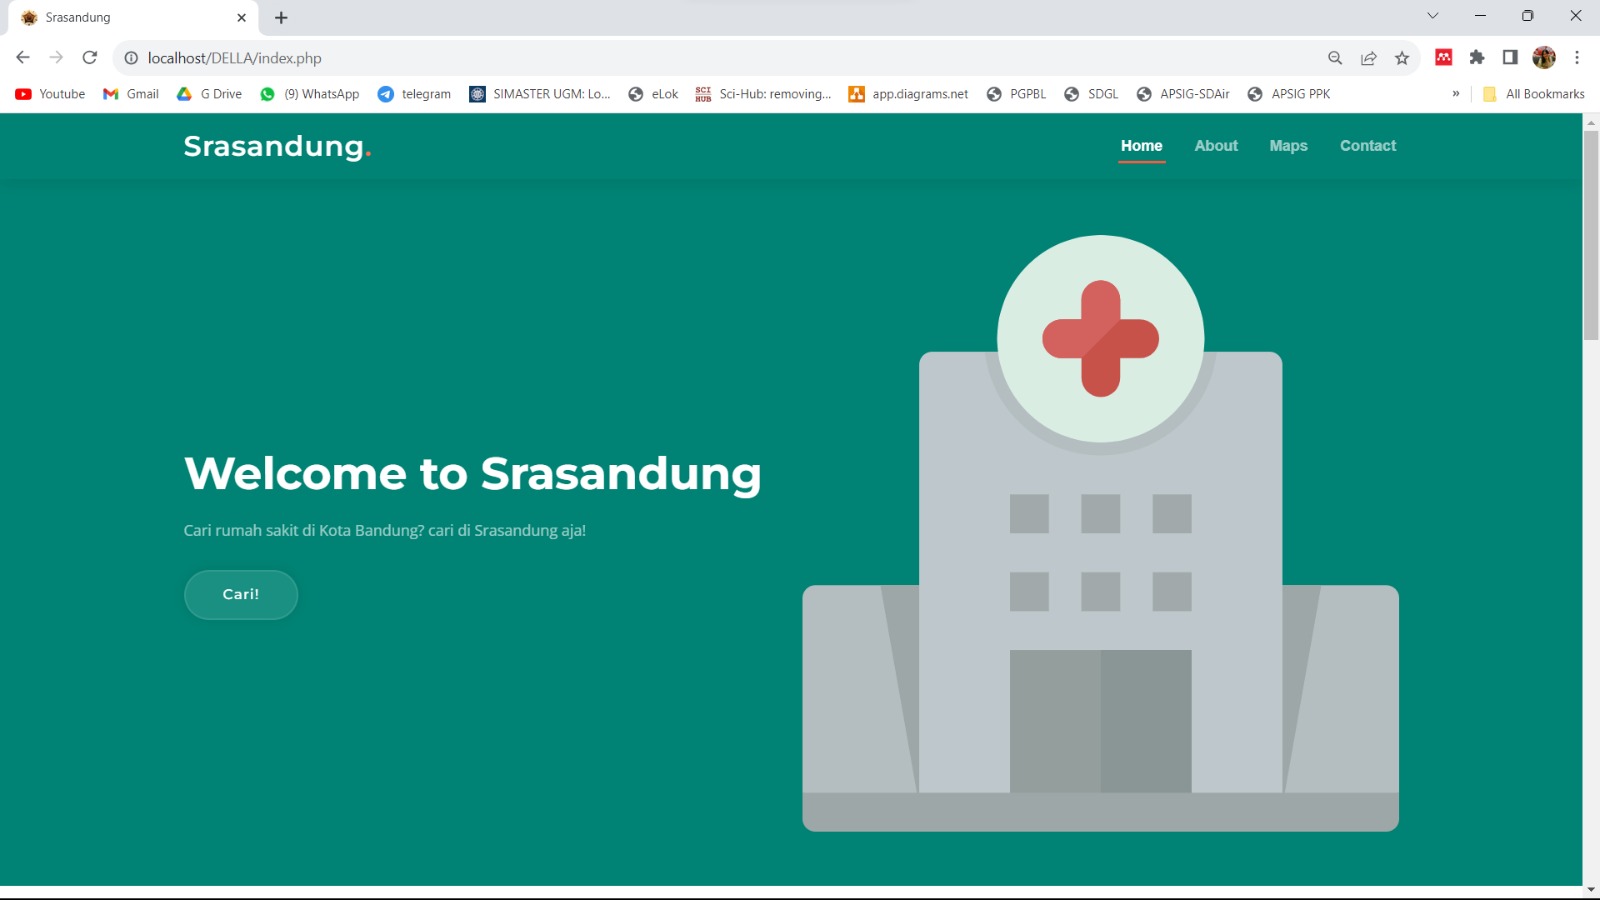 Srasandung
localhost/DELLA/index.php
Youtube
Gmail
G Drive
(9) WhatsApp
telegram
SIMASTER UGM: Lo...
eLok
SCI HUB
Sci-Hub: removing...
app.diagrams.net
PGPBL
SDGL
APSIG-SDAir
APSIG PPK
»
All Bookmarks
Srasandung.
Home
About
Maps
Contact
Welcome to Srasandung
Cari rumah sakit di Kota Bandung? cari di Srasandung aja!
Cari!